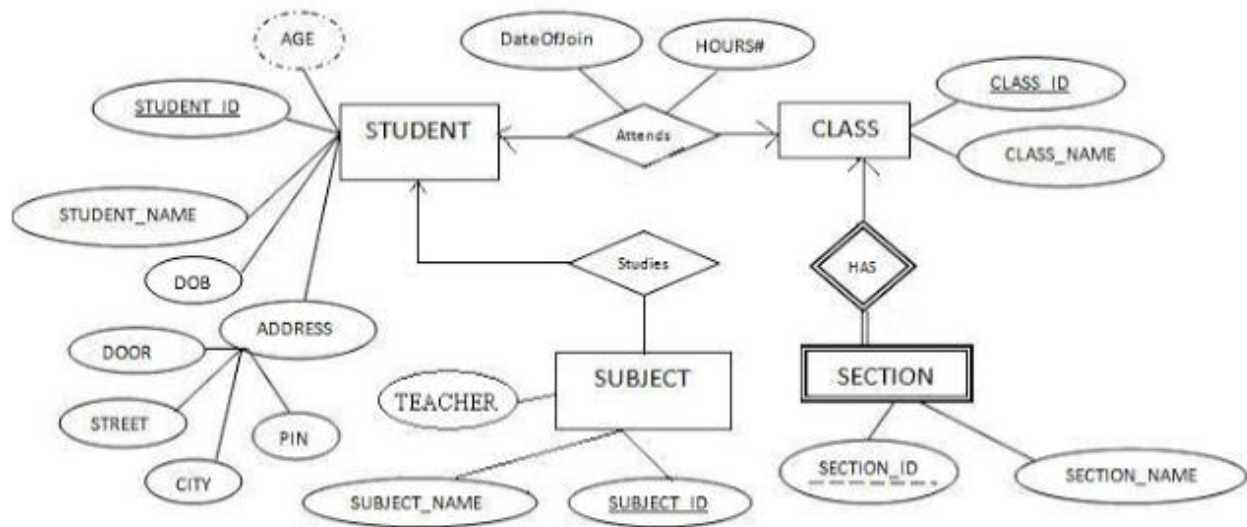 AGE
DateOfJoin
HOURS#
STUDENT_ID
CLASS_ID
STUDENT
Attends
CLASS
CLASS_NAME
STUDENT_NAME
Studies
HAS
DOB
ADDRESS
DOOR
SUBJECT
SECTION
TEACHER
STREET
PIN
SECTION_ID
SECTION_NAME
CITY
SUBJECT_NAME
SUBJECT_ID